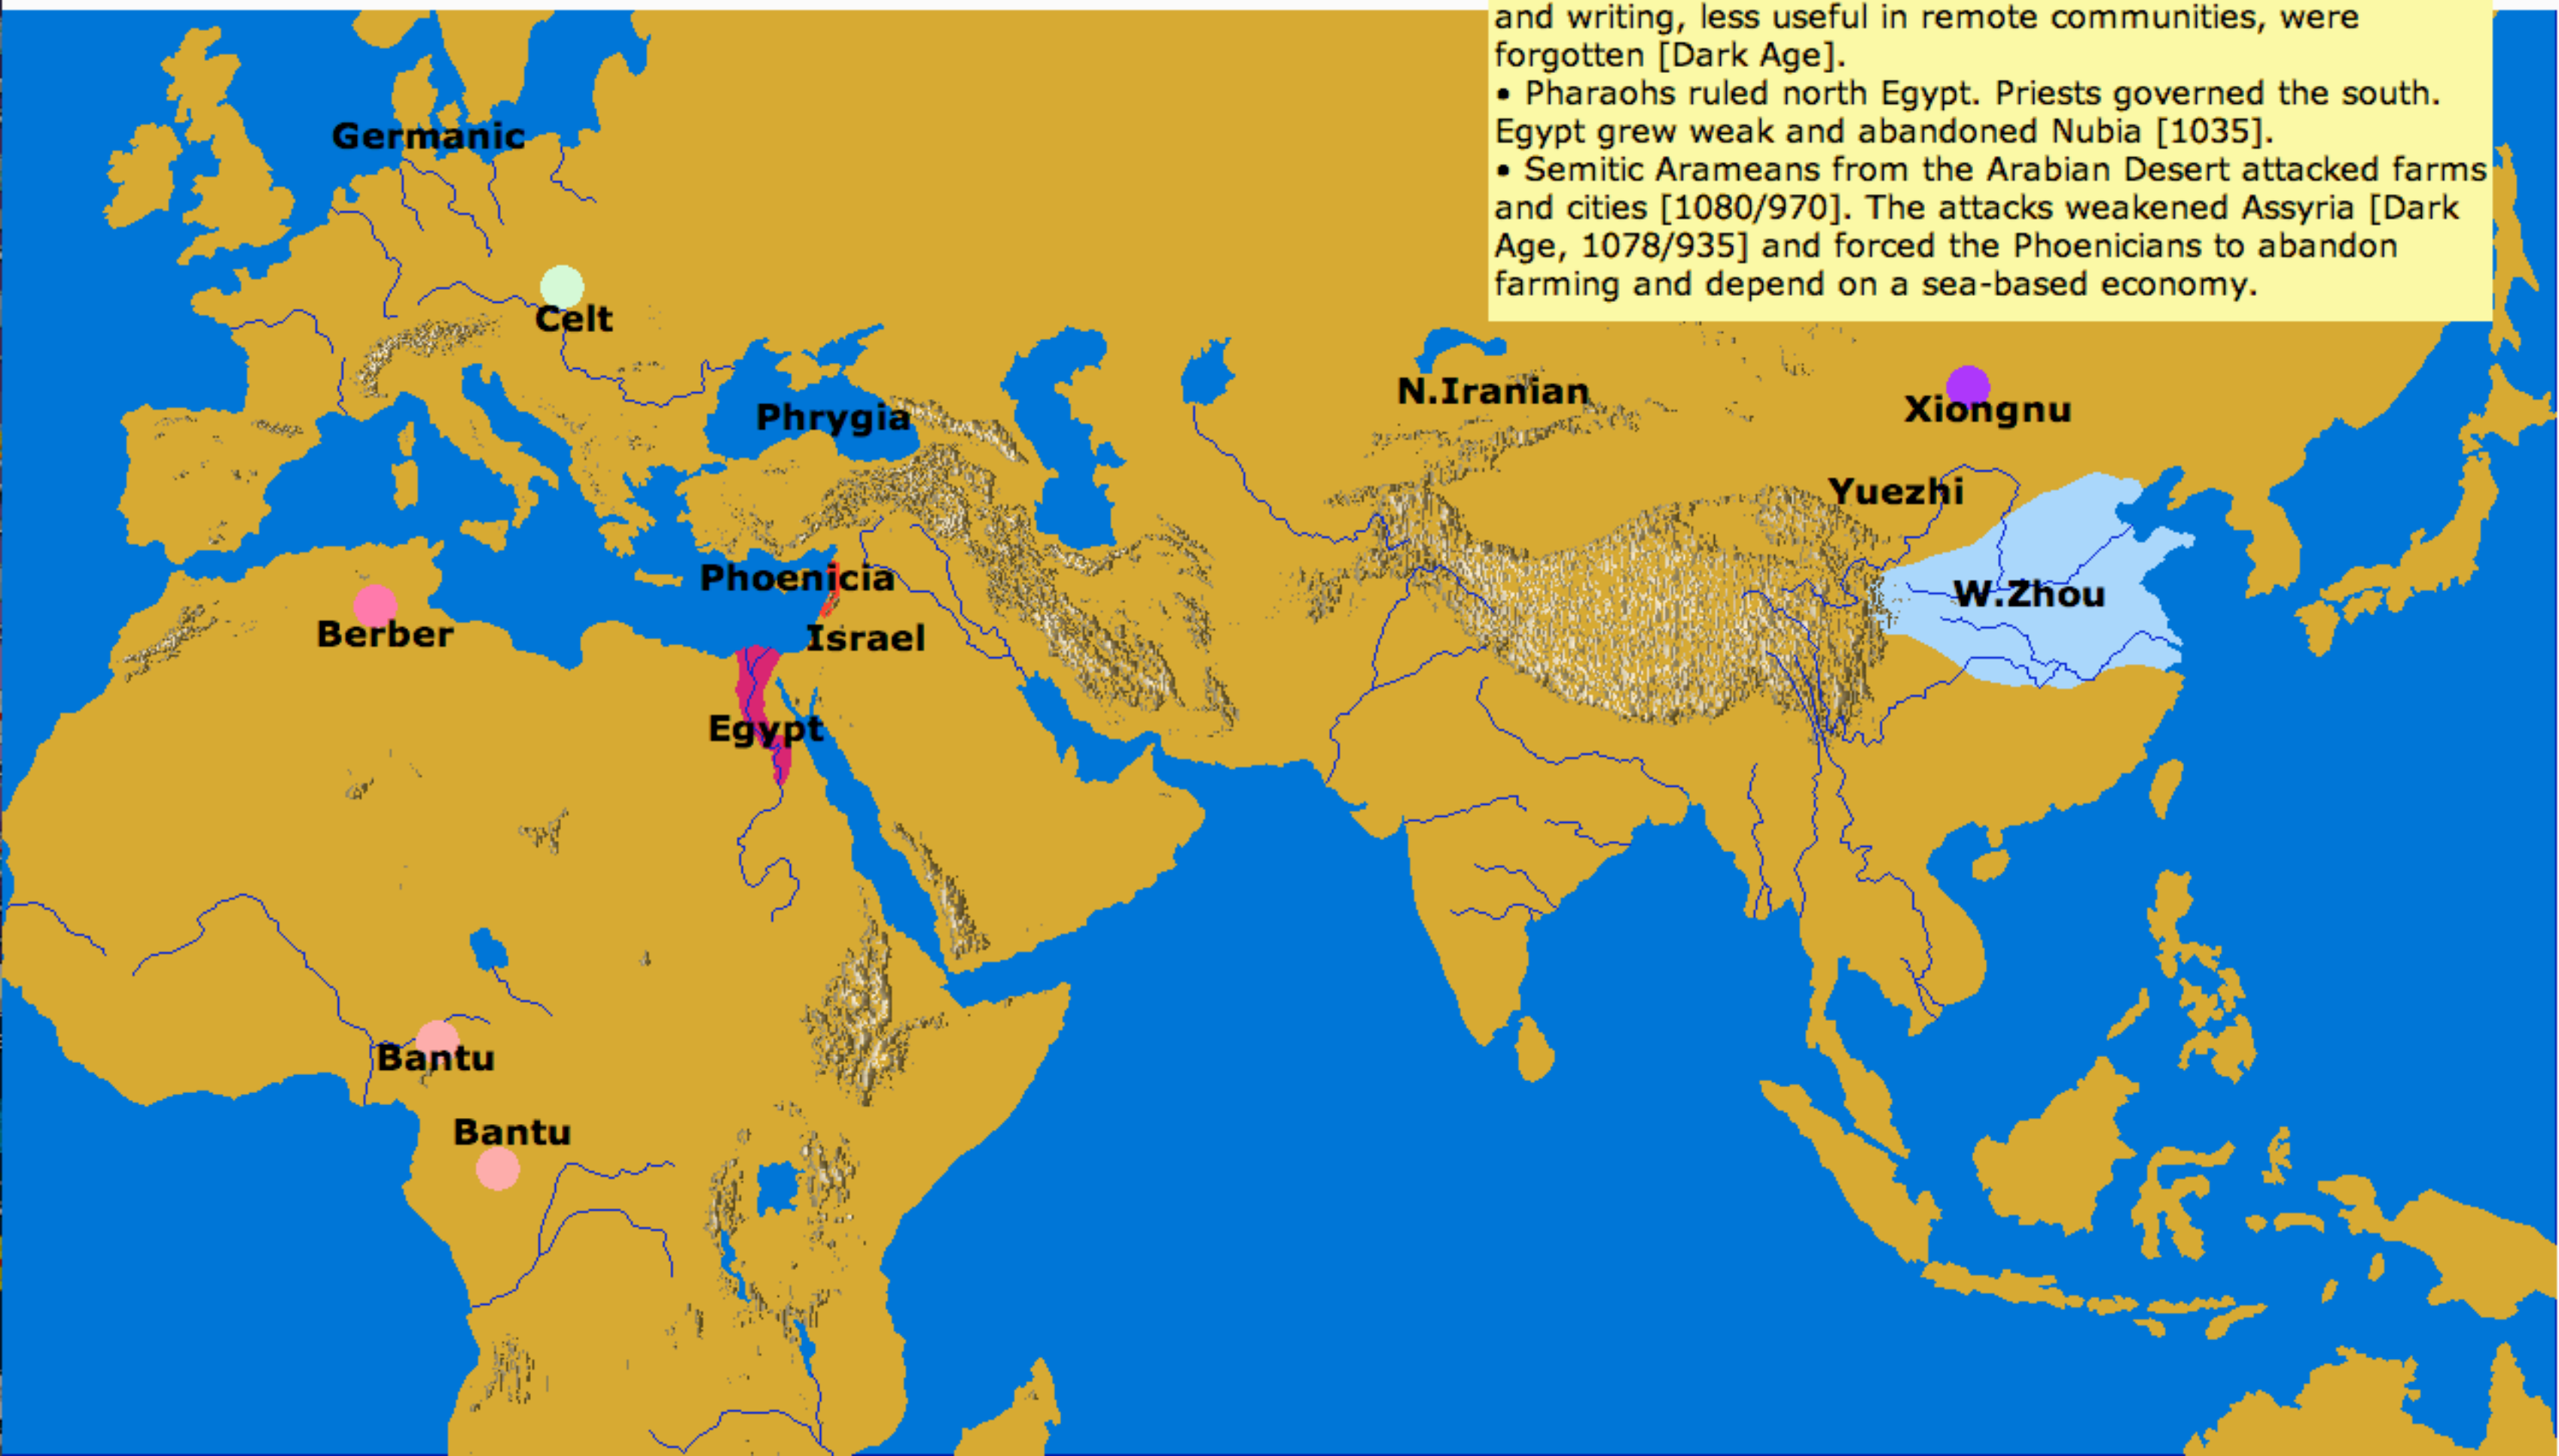 and writing, less useful in remote communities, were
forgotten [Dark Age].
• Pharaohs ruled north Egypt. Priests governed the south.
Egypt grew weak and abandoned Nubia [1035].
• Semitic Arameans from the Arabian Desert attacked farms
and cities [1080/970]. The attacks weakened Assyria [Dark
Age, 1078/935] and forced the Phoenicians to abandon
farming and depend on a sea-based economy.
Germanic
Celt
N.Iranian
Xiongnu
Phrygia
Yuezhi
Phoenicia
W.Zhou
Berber
Israel
Egypt
Bantu
Bantu